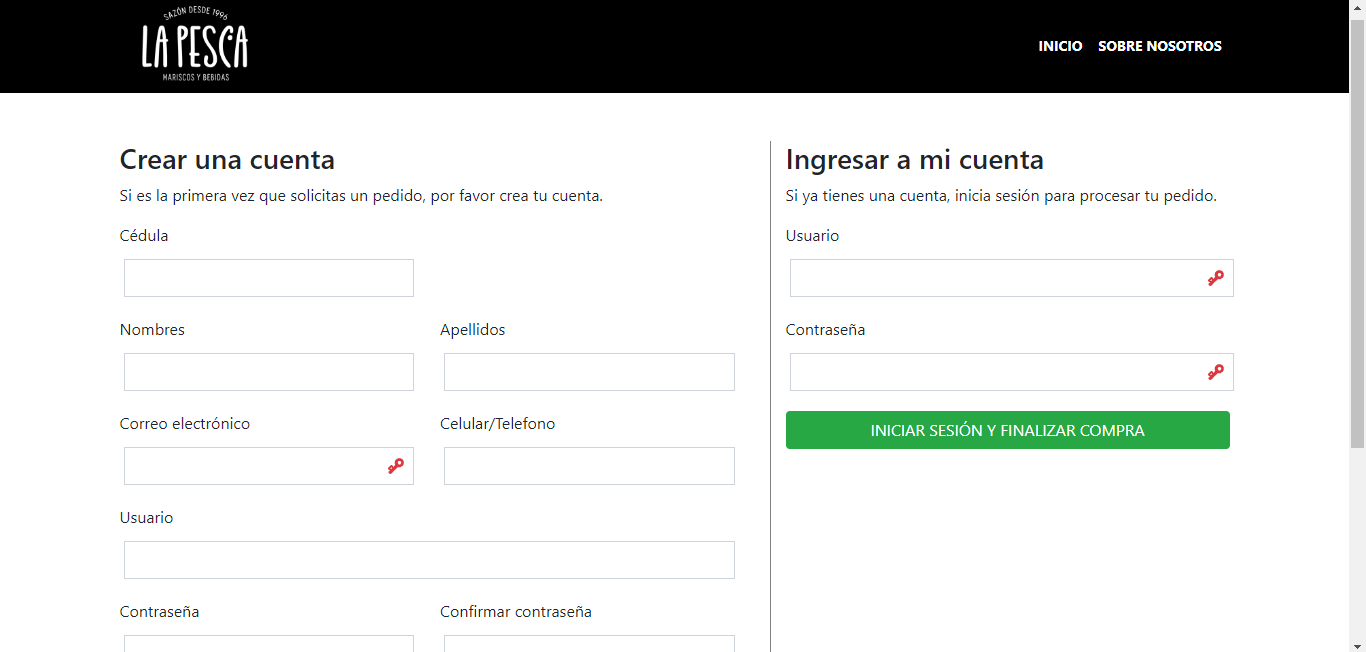 SAZÓN DESDE 1996
LA PESCA
MARISCOS Y BEBIDAS
INICIO SOBRE NOSOTROS
Crear una cuenta
Si es la primera vez que solicitas un pedido, por favor crea tu cuenta.
Cédula
Nombres Apellidos
Correo electrónico Celular/Telefono
Usuario
Contraseña Confirmar contraseña
Ingresar a mi cuenta
Si ya tienes una cuenta, inicia sesión para procesar tu pedido.
Usuario
Contraseña
INICIAR SESIÓN Y FINALIZAR COMPRA